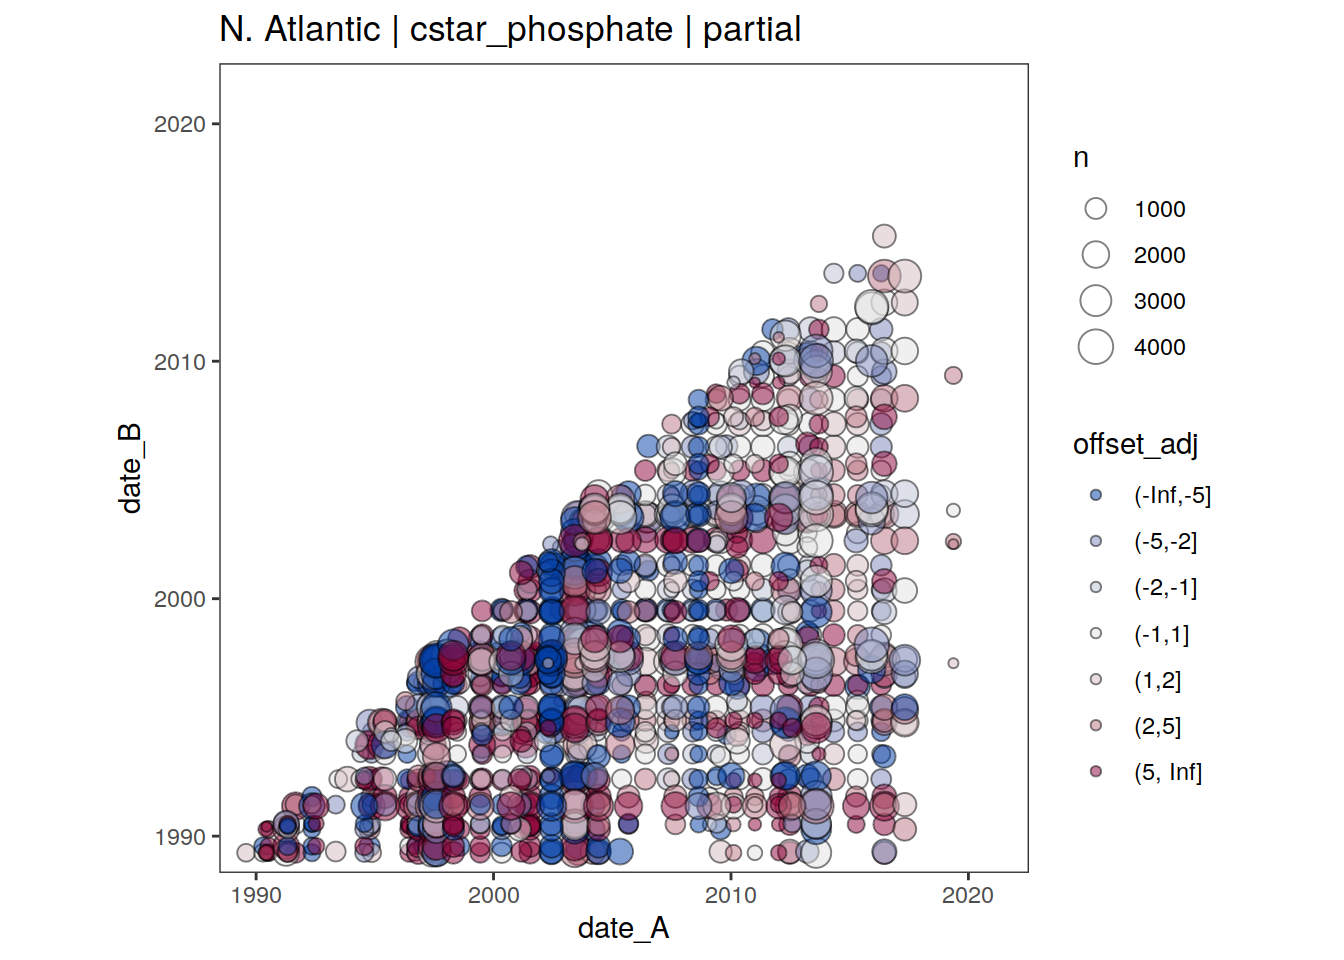 N. Atlantic | cstar_phosphate | partial
2020
2010
2000
1990
date_B
1990 2000 2010 2020
date_A
n
1000
2000
3000
4000
offset_adj
(-Inf,-5]
(-5,-2]
(-2,-1]
(-1,1]
(1,2]
(2,5]
(5, Inf]